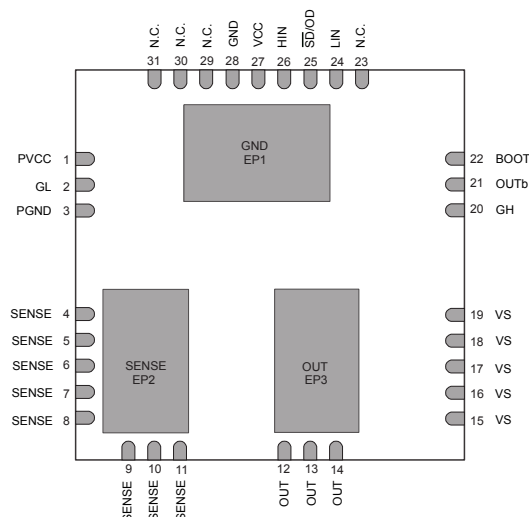 N.C. N.C. N.C. GND VCC HIN SD/OD LIN N.C.
31 30 29 28 27 26 25 24 23
GND
EP1
PVCC 1
GL 2
PGND 3
22 BOOT
21 OUTb
20 GH
SENSE 4
SENSE 5
SENSE 6
SENSE 7
SENSE 8
SENSE
EP2
OUT
EP3
19 VS
18 VS
17 VS
16 VS
15 VS
9 10 11 12 13 14
SENSE SENSE SENSE OUT OUT OUT